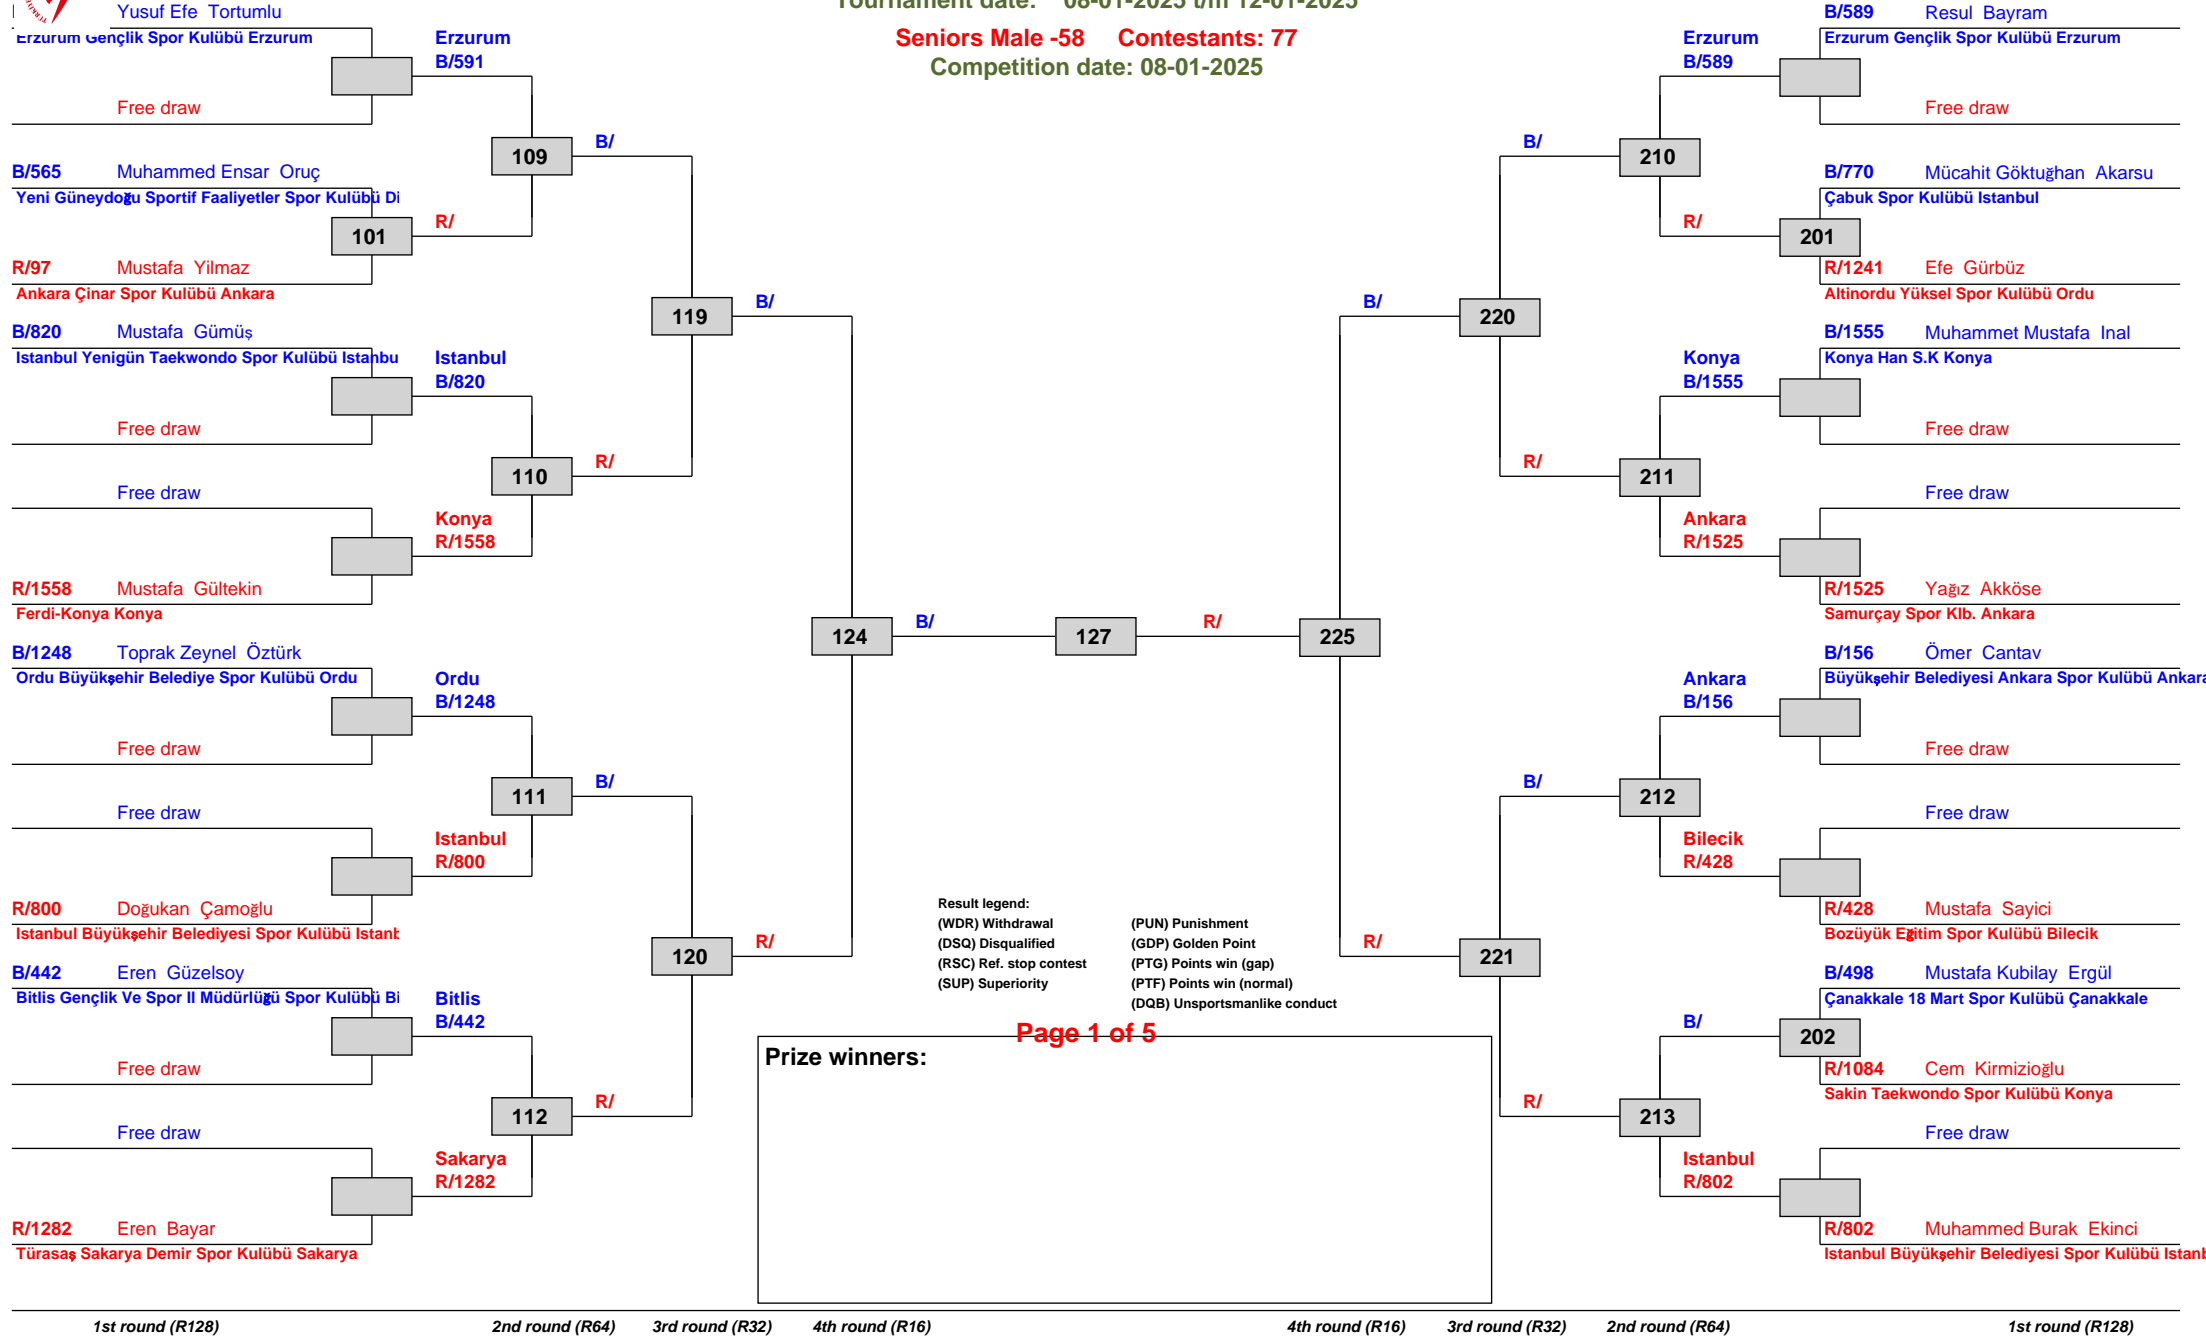 Tournament date: 08-01-2025 t/m 12-01-2025
Seniors Male -58 Contestants: 77
Competition date: 08-01-2025
Yusuf Efe Tortumlu
Erzurum Gençlik Spor Kulübü Erzurum
Free draw
B/565 Muhammed Ensar Oruç
Yeni Güneydoğu Sportif Faaliyetler Spor Kulübü Di
R/97 Mustafa Yilmaz
Ankara Çinar Spor Kulübü Ankara
B/820 Mustafa Gümüş
Istanbul Yenigün Taekwondo Spor Kulübü Istanbu
Free draw
Free draw
R/1558 Mustafa Gültekin
Ferdi-Konya Konya
B/1248 Toprak Zeynel Öztürk
Ordu Büyükşehir Belediye Spor Kulübü Ordu
Free draw
Free draw
R/800 Doğukan Çamoğlu
Istanbul Büyükşehir Belediyesi Spor Kulübü Istanb
B/442 Eren Güzelsoy
Bitlis Gençlik Ve Spor Il Müdürlüğü Spor Kulübü Bi
Free draw
Free draw
R/1282 Eren Bayar
Türasaş Sakarya Demir Spor Kulübü Sakarya
101
Erzurum
B/591
R/
Istanbul
B/820
Konya
R/1558
Ordu
B/1248
Istanbul
R/800
Bitlis
B/442
Sakarya
R/1282
109
110
111
112
B/
R/
B/
R/
119
120
B/
R/
124
B/
127
R/
225
B/
R/
220
221
B/
R/
B/
R/
210
211
212
213
Erzurum
B/589
R/
Konya
B/1555
Ankara
R/1525
Ankara
B/156
Bilecik
R/428
B/
Istanbul
R/802
201
202
B/589 Resul Bayram
Erzurum Gençlik Spor Kulübü Erzurum
Free draw
B/770 Mücahit Göktuğhan Akarsu
Çabuk Spor Kulübü Istanbul
R/1241 Efe Gürbüz
Altinordu Yüksel Spor Kulübü Ordu
B/1555 Muhammet Mustafa Inal
Konya Han S.K Konya
Free draw
Free draw
R/1525 Yağız Akköse
Samurçay Spor Klb. Ankara
B/156 Ömer Cantav
Büyükşehir Belediyesi Ankara Spor Kulübü Ankara
Free draw
Free draw
R/428 Mustafa Sayici
Bozüyük Eğitim Spor Kulübü Bilecik
B/498 Mustafa Kubilay Ergül
Çanakkale 18 Mart Spor Kulübü Çanakkale
R/1084 Cem Kirmizioğlu
Sakin Taekwondo Spor Kulübü Konya
Free draw
R/802 Muhammed Burak Ekinci
Istanbul Büyükşehir Belediyesi Spor Kulübü Istanb
Result legend:
(WDR) Withdrawal (PUN) Punishment
(DSQ) Disqualified (GDP) Golden Point
(RSC) Ref. stop contest (PTG) Points win (gap)
(SUP) Superiority (PTF) Points win (normal)
(DQB) Unsportsmanlike conduct
Page 1 of 5
Prize winners:
1st round (R128) 2nd round (R64) 3rd round (R32) 4th round (R16) 4th round (R16) 3rd round (R32) 2nd round (R64) 1st round (R128)